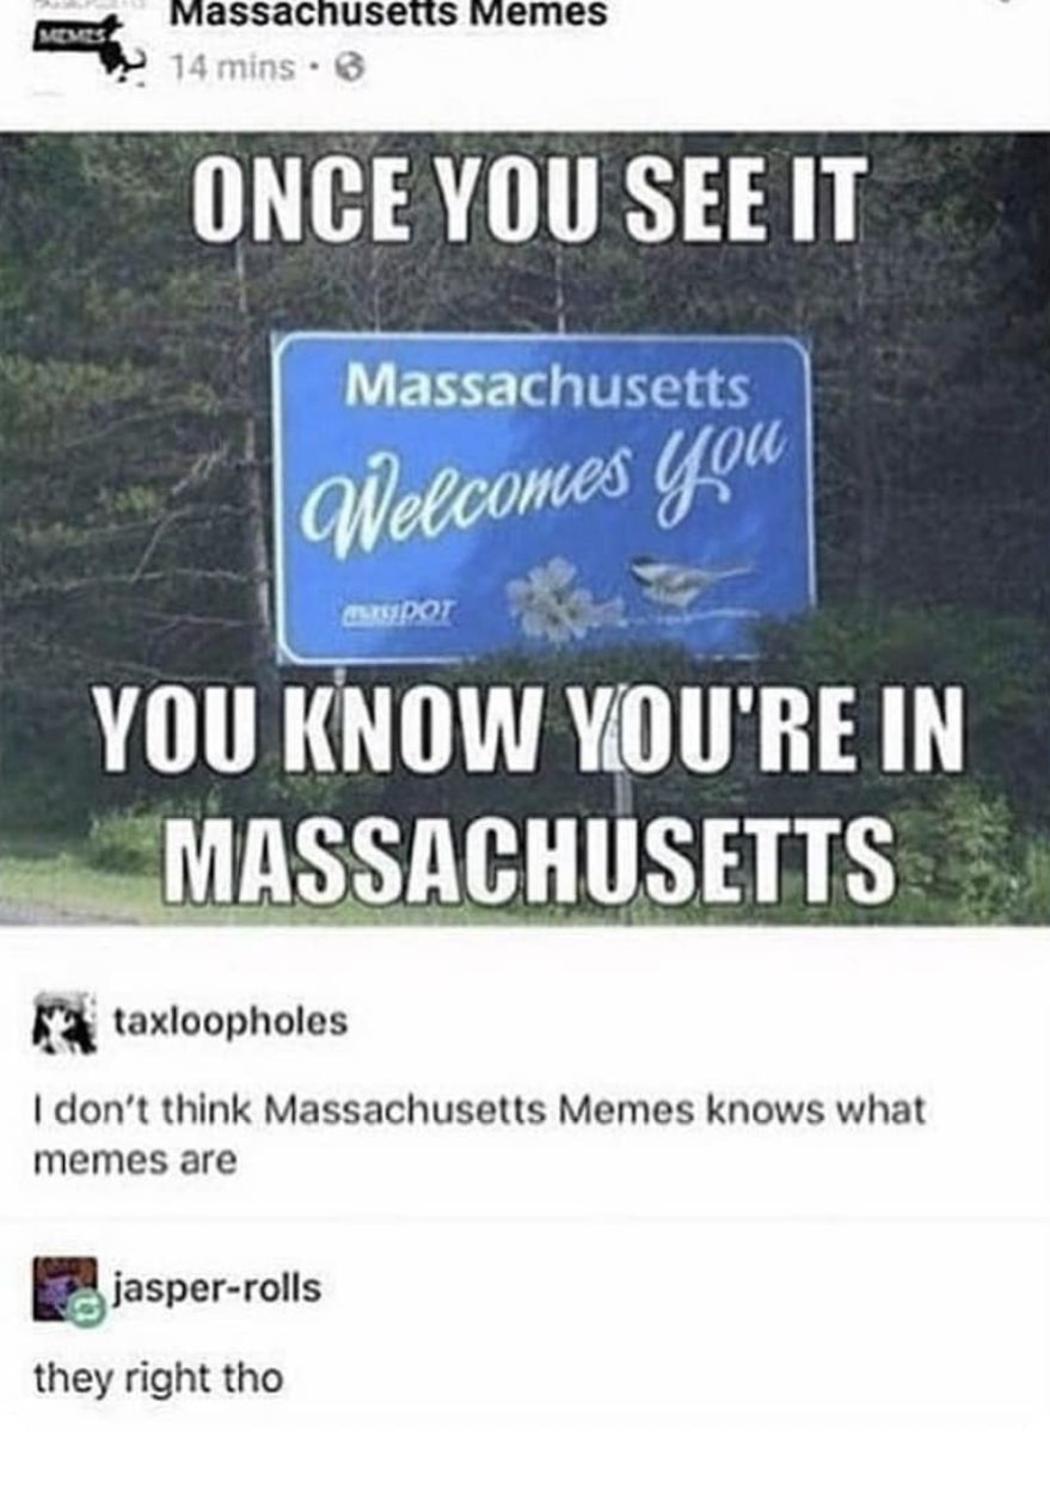 Massachusetts Memes
MEMES
14 mins ·
ONCE YOU SEE IT
Massachusetts
Welcomes you
massDOT
YOU KNOW YOU'RE IN
MASSACHUSETTS
taxloopholes
I don't think Massachusetts Memes knows what
memes are
jasper-rolls
they right tho